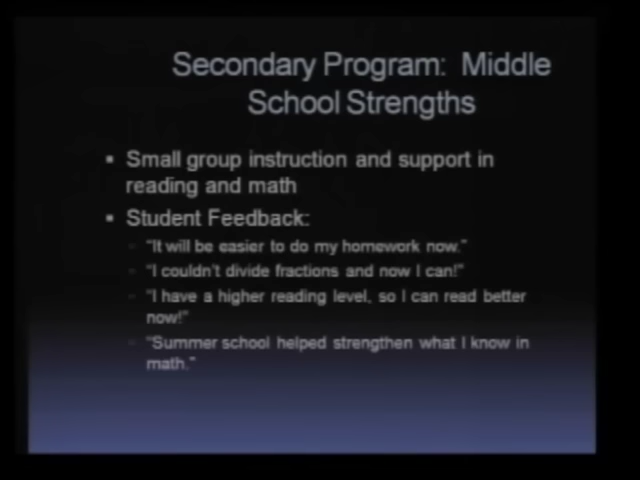 Secondary Program: Middle
School Strengths
▪ Small group instruction and support in
reading and math
▪ Student Feedback:
"It will be easier to do my homework now."
"I couldn't divide fractions and now I can!"
"I have a higher reading level, so I can read better
now!"
"Summer school helped strengthen what I know in
math."